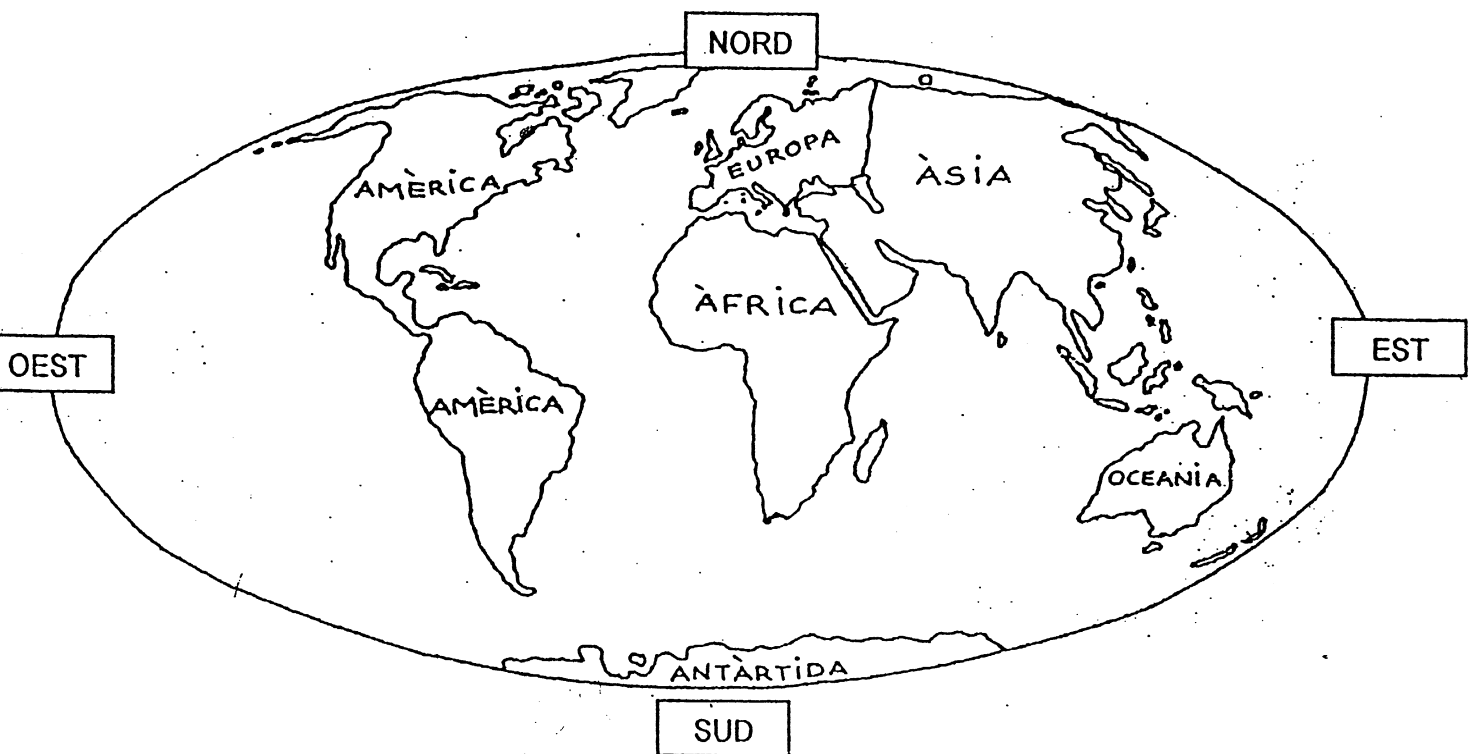 NORD
EUROPA
ÀSIA
AMÈRICA
ÀFRICA
OEST
EST
AMÈRICA
OCEANIA
ANTÀRTIDA
SUD